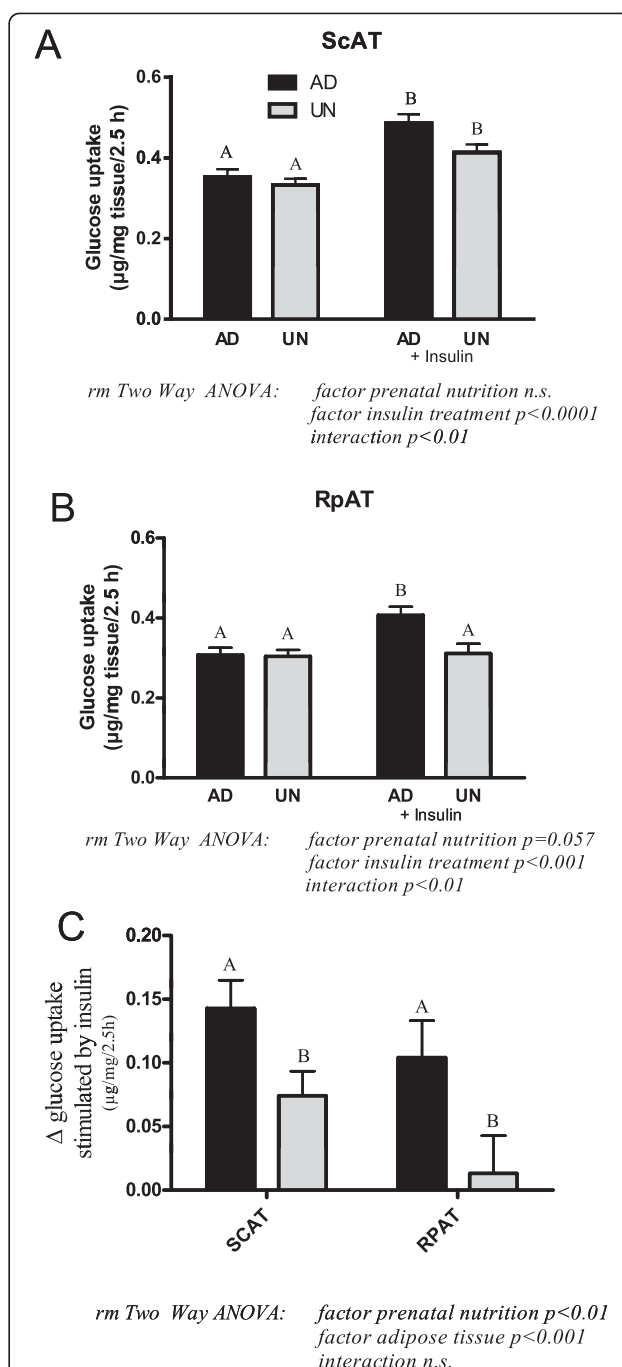 A
ScAT
AD
UN
Glucose uptake
(µg/mg tissue/2.5 h)
0.6
0.4
0.2
0.0
A
A
B
B
AD UN AD UN
+ Insulin
rm Two Way ANOVA: factor prenatal nutrition n.s.
factor insulin treatment p<0.0001
interaction p<0.01
B
RpAT
Glucose uptake
(µg/mg tissue/2.5 h)
0.6
0.4
0.2
0.0
A
A
B
A
AD UN AD UN
+ Insulin
rm Two Way ANOVA: factor prenatal nutrition p=0.057
factor insulin treatment p<0.001
interaction p<0.01
C
Δ glucose uptake
stimulated by insulin
(µg/mg/2.5h)
0.20
0.15
0.10
0.05
0.00
A
B
A
B
SCAT RPAT
rm Two Way ANOVA: factor prenatal nutrition p<0.01
factor adipose tissue p<0.001
interaction n.s.